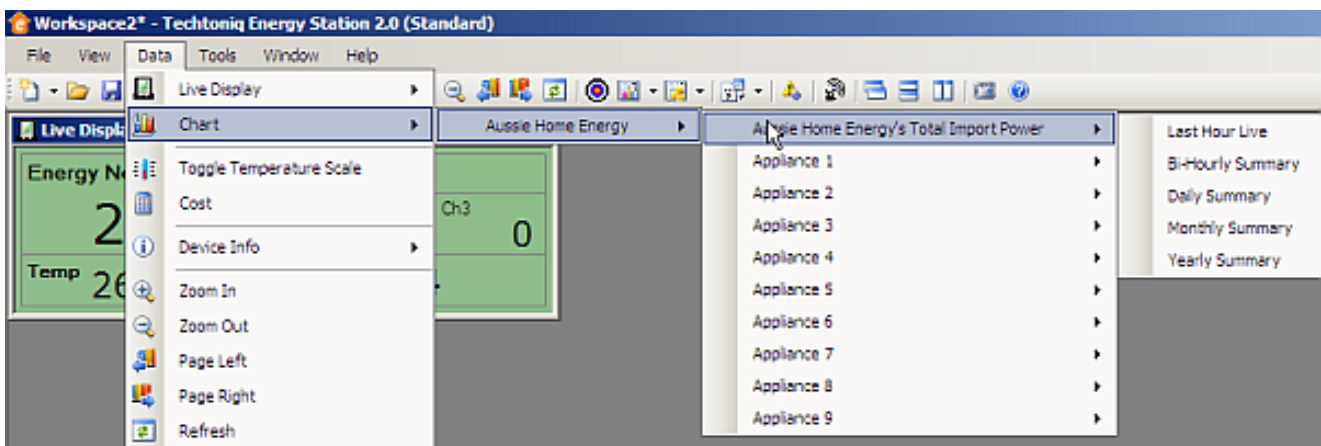 Workspace2* - Techtoniq Energy Station 2.0 (Standard)
File View Data Tools Window Help
Live Display
Chart
Toggle Temperature Scale
Cost
Device Info
Zoom In
Zoom Out
Page Left
Page Right
Refresh
Aussie Home Energy
Aussie Home Energy's Total Import Power
Appliance 1
Appliance 2
Appliance 3
Appliance 4
Appliance 5
Appliance 6
Appliance 7
Appliance 8
Appliance 9
Last Hour Live
Bi-Hourly Summary
Daily Summary
Monthly Summary
Yearly Summary
Live
Energy
2
Ch3
0
Temp 26